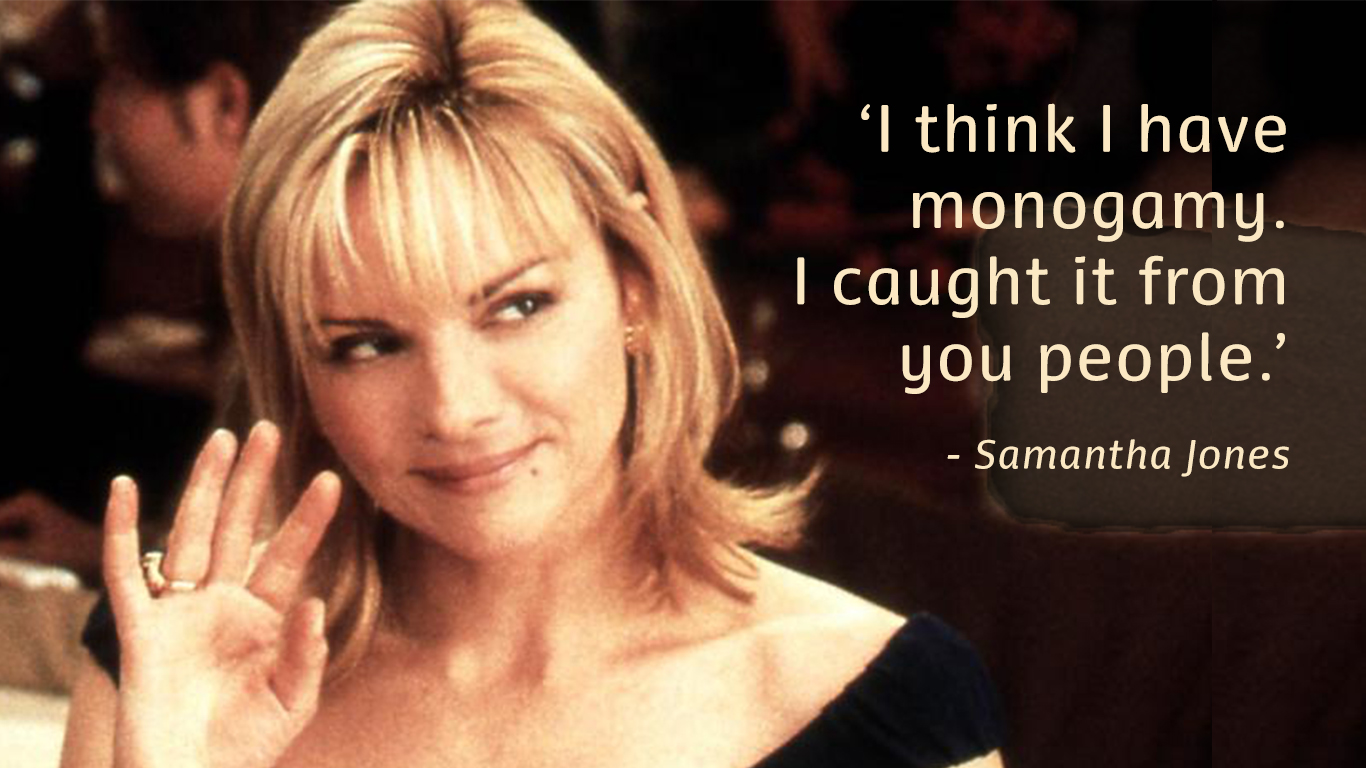 ‘I think I have
monogamy.
I caught it from
you people.’
- Samantha Jones